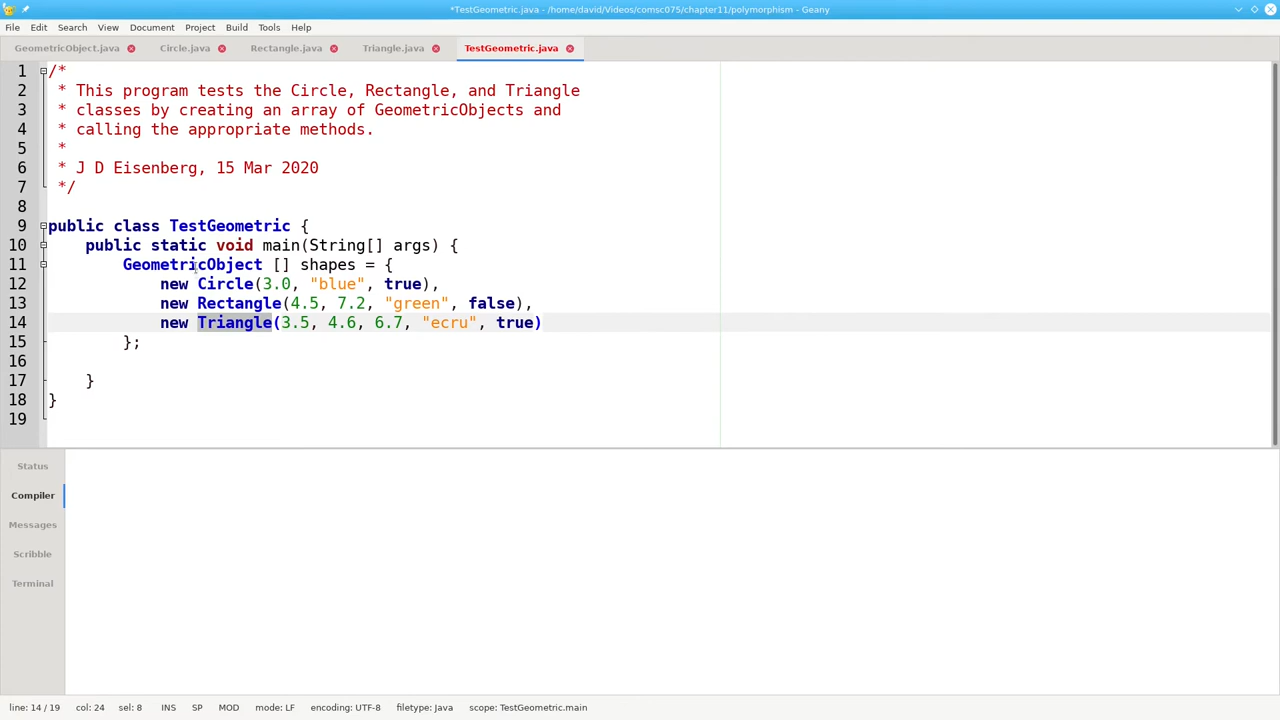 *TestGeometric.java - /home/david/Videos/comsc075/chapter11/polymorphism - Geany
File Edit Search View Document Project Build Tools Help
GeometricObject.java Circle.java Rectangle.java Triangle.java TestGeometric.java
1 /*
2  * This program tests the Circle, Rectangle, and Triangle
3  * classes by creating an array of GeometricObjects and
4  * calling the appropriate methods.
5  *
6  * J D Eisenberg, 15 Mar 2020
7  */
8
9 public class TestGeometric {
10     public static void main(String[] args) {
11         GeometricObject [] shapes = {
12             new Circle(3.0, "blue", true),
13             new Rectangle(4.5, 7.2, "green", false),
14             new Triangle(3.5, 4.6, 6.7, "ecru", true)
15         };
16
17     }
18 }
19
Status
Compiler
Messages
Scribble
Terminal
line: 14 / 19 col: 24 sel: 8 INS SP MOD mode: LF encoding: UTF-8 filetype: Java scope: TestGeometric.main